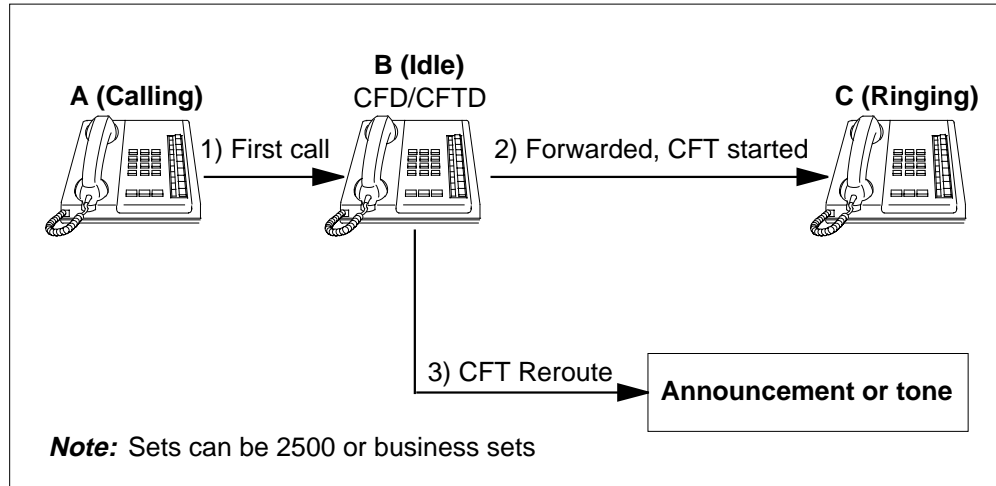 A (Calling)
B (Idle)
CFD/CFTD
C (Ringing)
1) First call
2) Forwarded, CFT started
3) CFT Reroute
Announcement or tone
Note: Sets can be 2500 or business sets